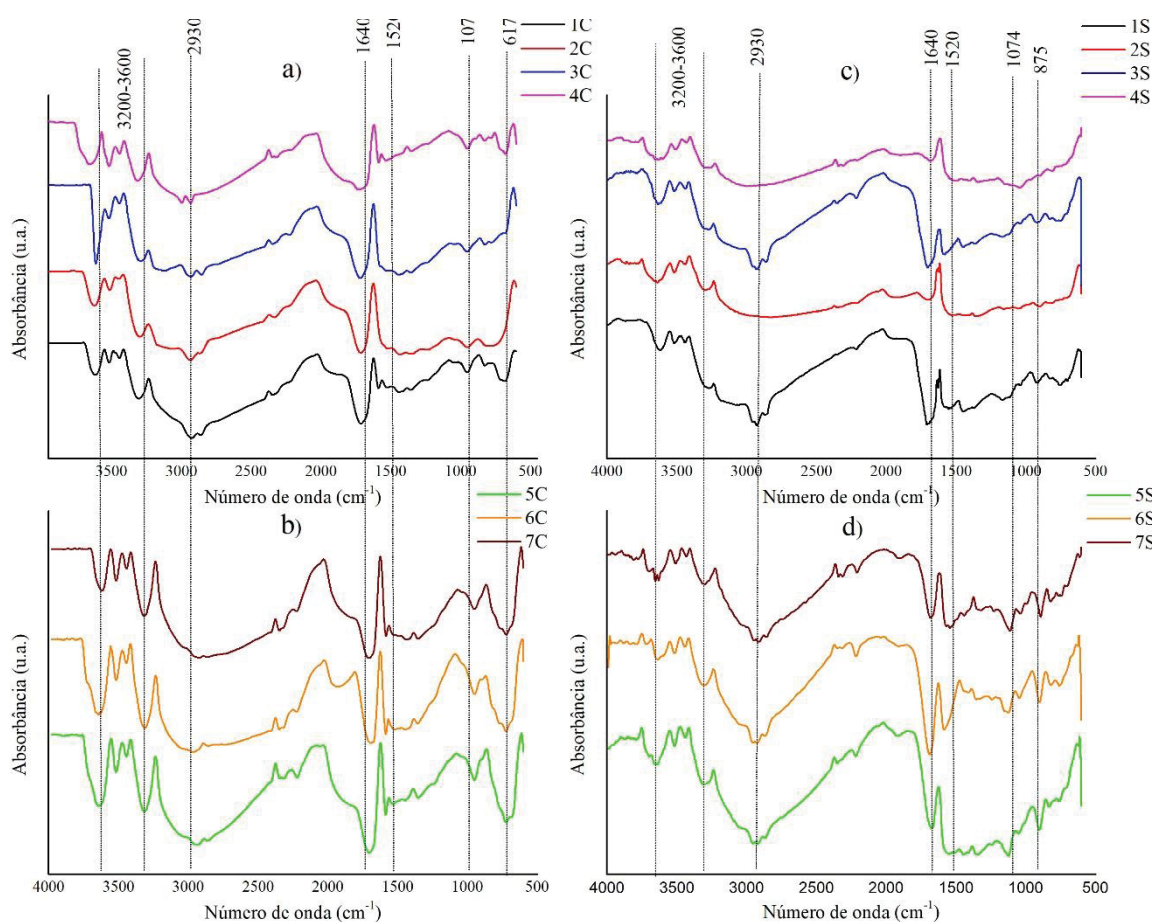 3200-3600
2930
1640
152
107
617
1C
2C
3C
4C
a)
Absorbância (u.a.)
3500 3000 2500 2000 1500 1000 500
Número de onda (cm-1)
3200-3600
2930
1640
1520
1074
875
1S
2S
3S
4S
c)
Absorbância (u.a.)
4000 3500 3000 2500 2000 1500 1000 500
Número de onda (cm-1)
5C
6C
7C
b)
Absorbância (u.a.)
4000 3500 3000 2500 2000 1500 1000 500
Número de onda (cm-1)
5S
6S
7S
d)
Absorbância (u.a.)
4000 3500 3000 2500 2000 1500 1000 500
Número de onda (cm-1)